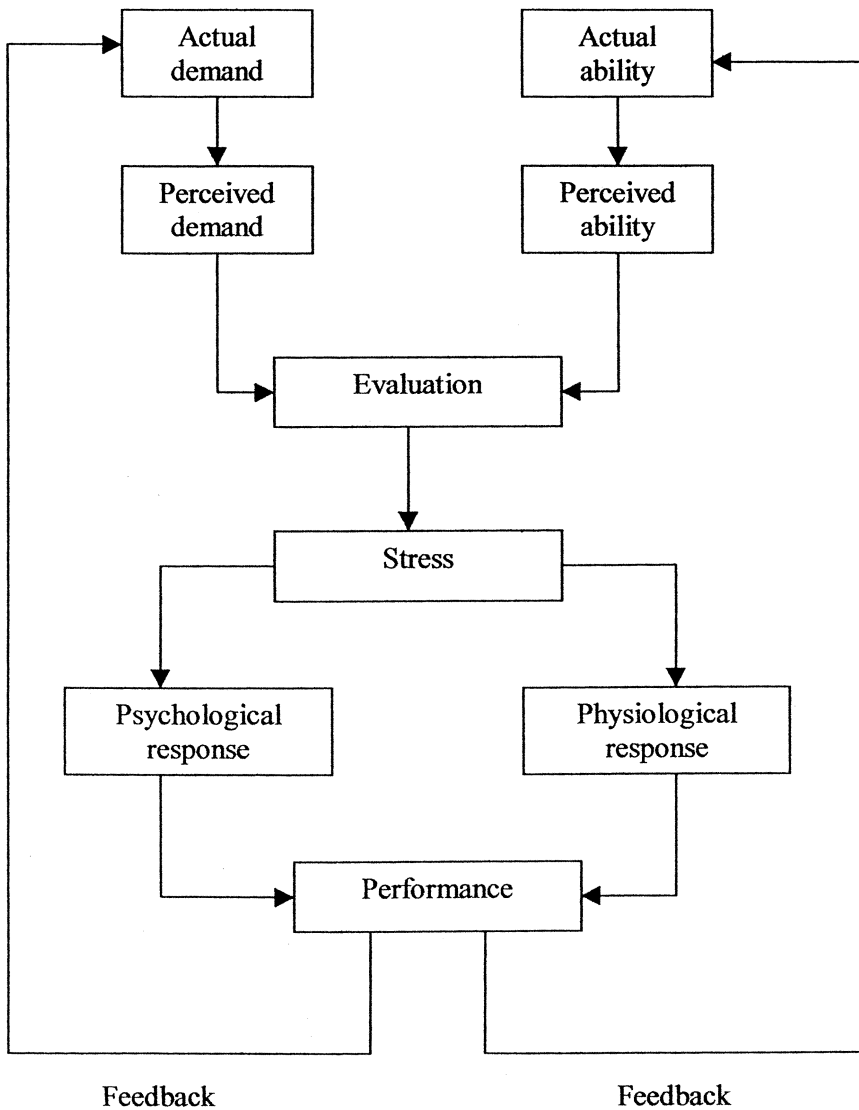 Actual
demand
Actual
ability
Perceived
demand
Perceived
ability
Evaluation
Stress
Psychological
response
Physiological
response
Performance
Feedback
Feedback